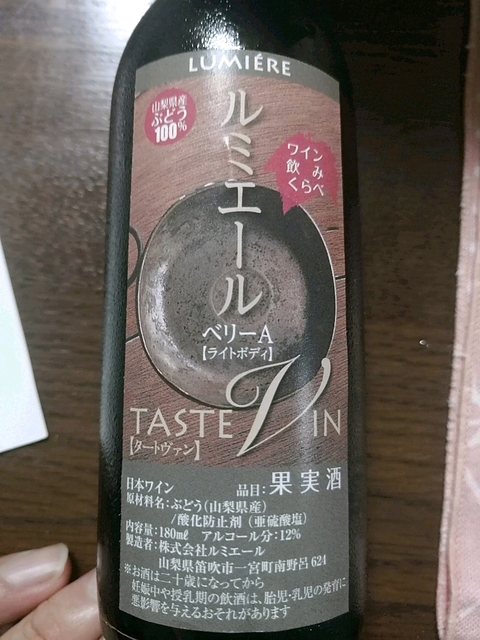 LUMIÉRE
山梨県産
ぶどう
100%
ルミエール
ワイン
飲み
くらべ
ベリーA
【ライトボディ】
TASTE VIN
【タートヴァン】
日本ワイン 品目:果実酒
原材料名:ぶどう(山梨県産)
/酸化防止剤(亜硫酸塩)
内容量:180㎖ アルコール分:12%
製造者:株式会社ルミエール
山梨県笛吹市一宮町南野呂624
※お酒は二十歳になってから
妊娠中や授乳期の飲酒は、胎児・乳児の発育に
悪影響を与えるおそれがあります